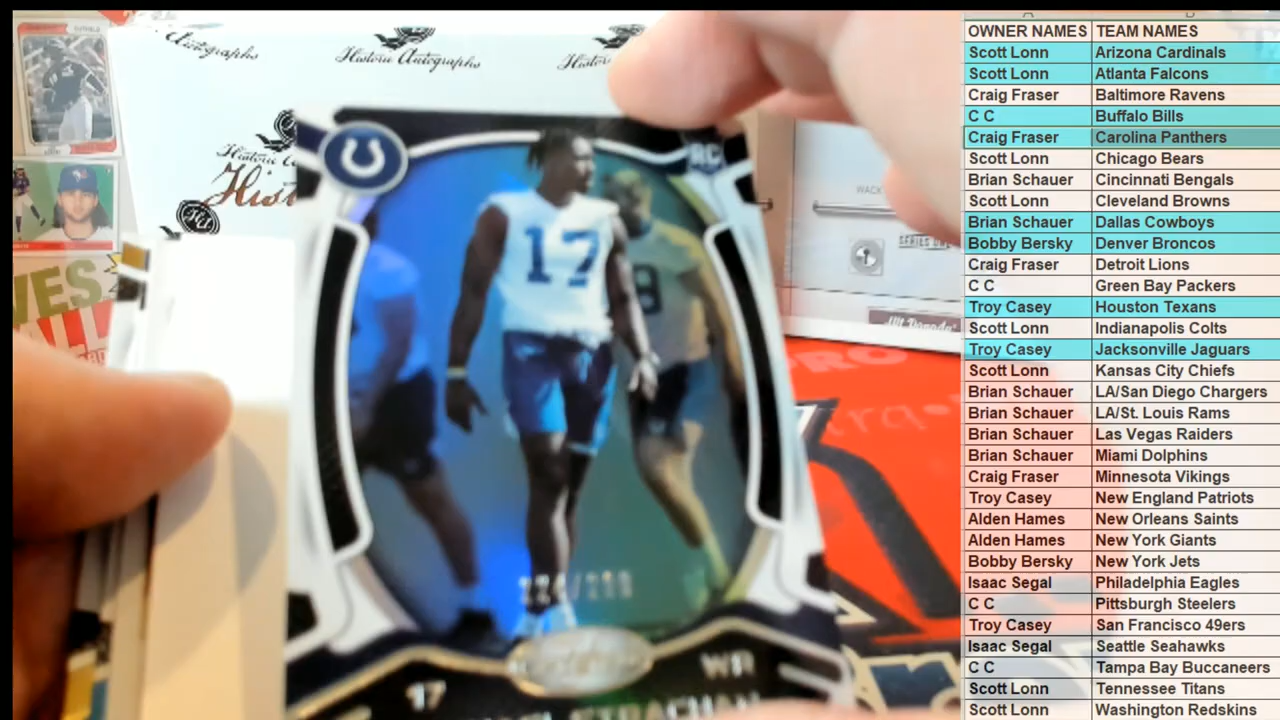 Historic Autographs
Historic Autographs
RC
17
WR
17
STRACHAN
PRO
OWNER NAMES TEAM NAMES
Scott Lonn Arizona Cardinals
Scott Lonn Atlanta Falcons
Craig Fraser Baltimore Ravens
C C Buffalo Bills
Craig Fraser Carolina Panthers
Scott Lonn Chicago Bears
Brian Schauer Cincinnati Bengals
Scott Lonn Cleveland Browns
Brian Schauer Dallas Cowboys
Bobby Bersky Denver Broncos
Craig Fraser Detroit Lions
C C Green Bay Packers
Troy Casey Houston Texans
Scott Lonn Indianapolis Colts
Troy Casey Jacksonville Jaguars
Scott Lonn Kansas City Chiefs
Brian Schauer LA/San Diego Chargers
Brian Schauer LA/St. Louis Rams
Brian Schauer Las Vegas Raiders
Brian Schauer Miami Dolphins
Craig Fraser Minnesota Vikings
Troy Casey New England Patriots
Alden Hames New Orleans Saints
Alden Hames New York Giants
Bobby Bersky New York Jets
Isaac Segal Philadelphia Eagles
C C Pittsburgh Steelers
Troy Casey San Francisco 49ers
Isaac Segal Seattle Seahawks
C C Tampa Bay Buccaneers
Scott Lonn Tennessee Titans
Scott Lonn Washington Redskins